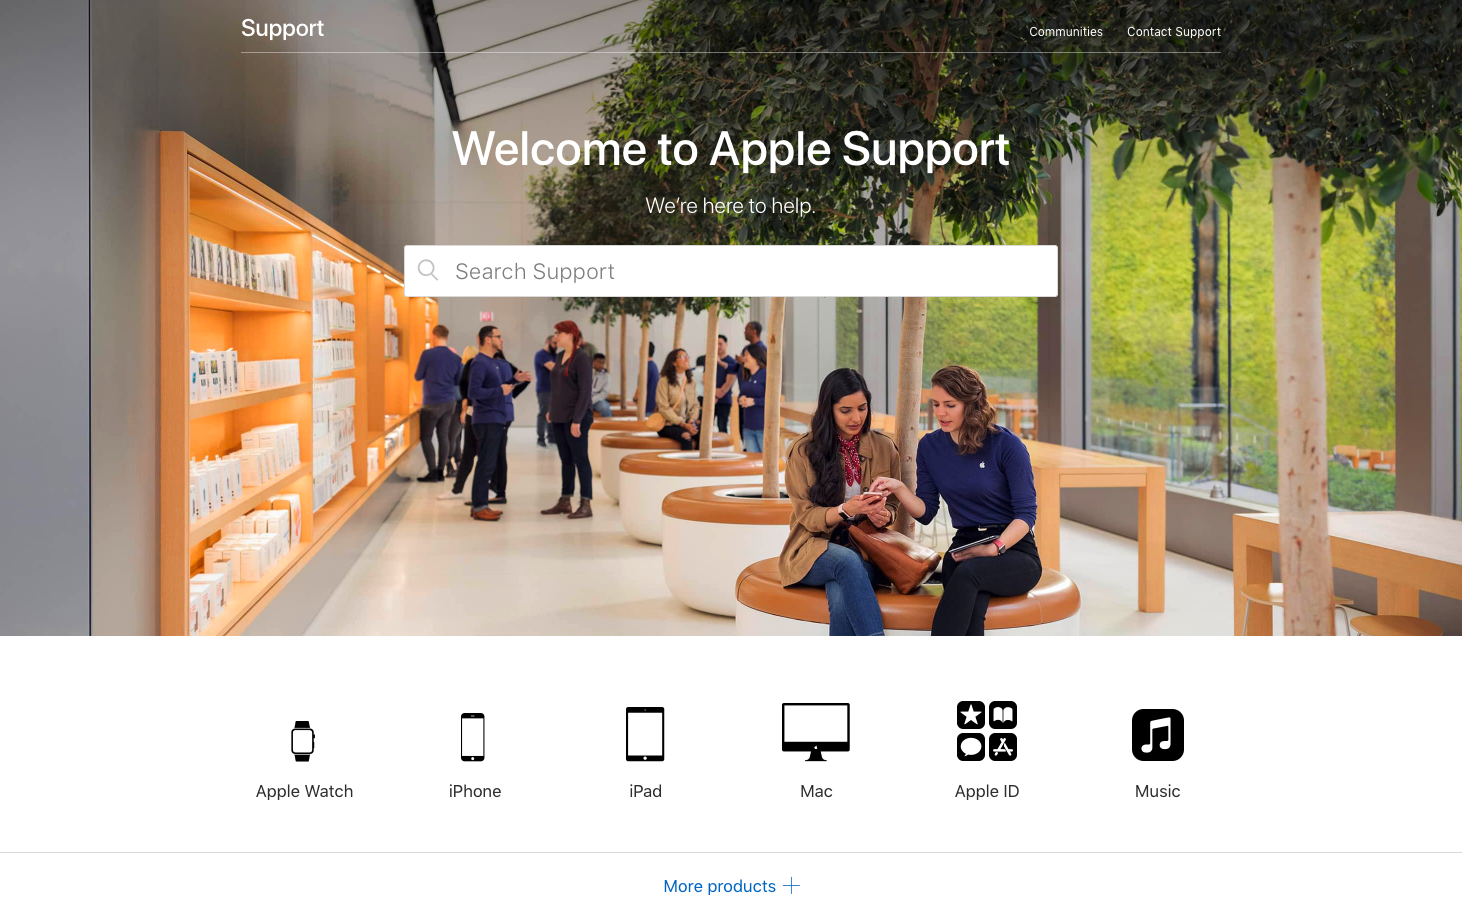 Support
Communities
Contact Support
Welcome to Apple Support
We're here to help.
Search Support
Apple Watch
iPhone
iPad
Mac
Apple ID
Music
More products